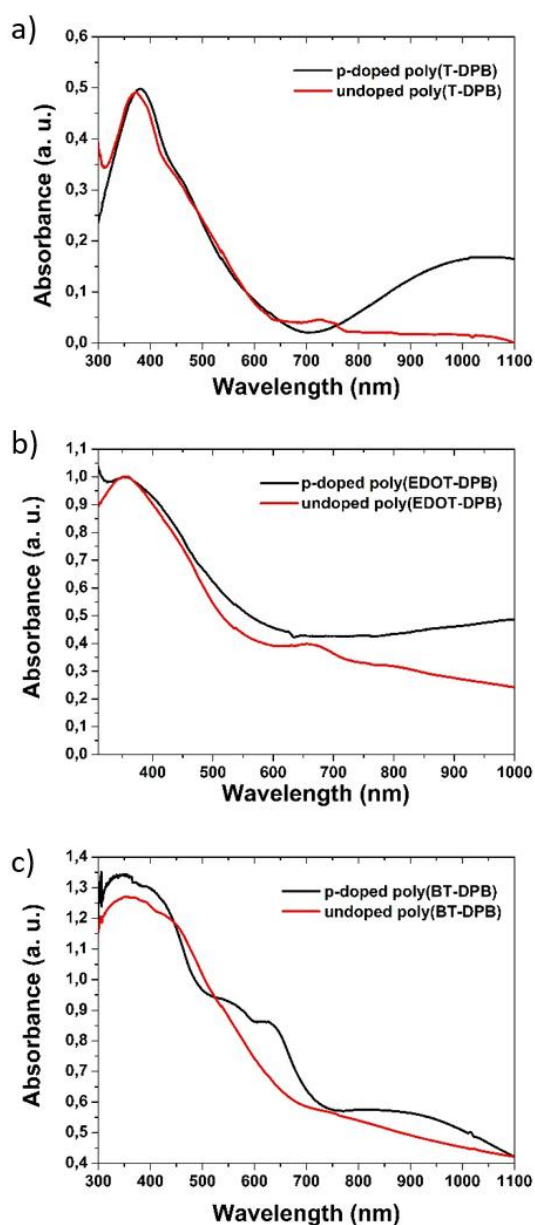 a)
0,6
0,5
0,4
0,3
0,2
0,1
0,0
Absorbance (a. u.)
p-doped poly(T-DPB)
undoped poly(T-DPB)
300 400 500 600 700 800 900 1000 1100
Wavelength (nm)
b)
1,1
1,0
0,9
0,8
0,7
0,6
0,5
0,4
0,3
0,2
0,1
0,0
Absorbance (a. u.)
p-doped poly(EDOT-DPB)
undoped poly(EDOT-DPB)
400 500 600 700 800 900 1000
Wavelength (nm)
c)
1,4
1,3
1,2
1,1
1,0
0,9
0,8
0,7
0,6
0,5
0,4
Absorbance (a. u.)
p-doped poly(BT-DPB)
undoped poly(BT-DPB)
300 400 500 600 700 800 900 1000 1100
Wavelength (nm)